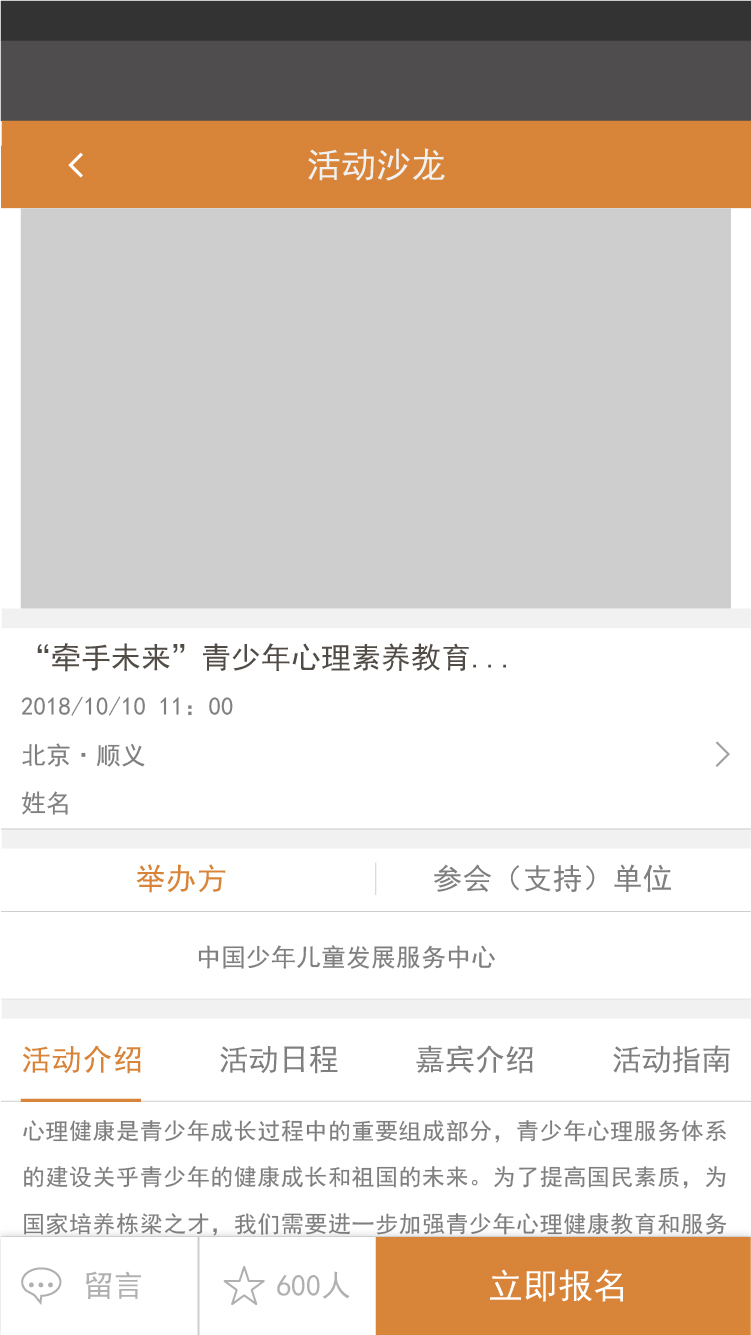 活动沙龙
“牵手未来”青少年心理素养教育...
2018/10/10 11：00
北京·顺义
姓名
举办方
参会（支持）单位
中国少年儿童发展服务中心
活动介绍
活动日程
嘉宾介绍
活动指南
心理健康是青少年成长过程中的重要组成部分，青少年心理服务体系
的建设关乎青少年的健康成长和祖国的未来。为了提高国民素质，为
国家培养栋梁之才，我们需要进一步加强青少年心理健康教育和服务
留言
600人
立即报名